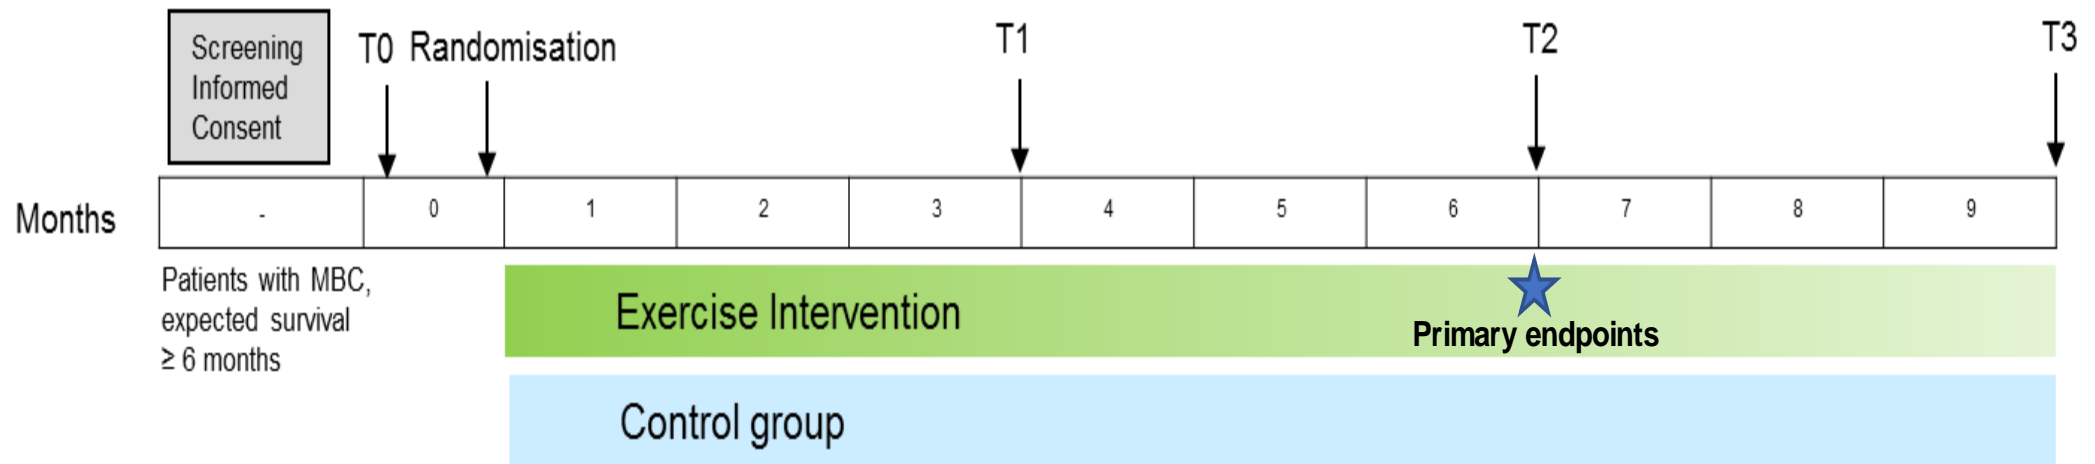 Screening
Informed
Consent
T0 Randomisation
T1
T2
T3
Months
- 0 1 2 3 4 5 6 7 8 9
Patients with MBC,
expected survival
≥ 6 months
Exercise Intervention
Primary endpoints
Control group